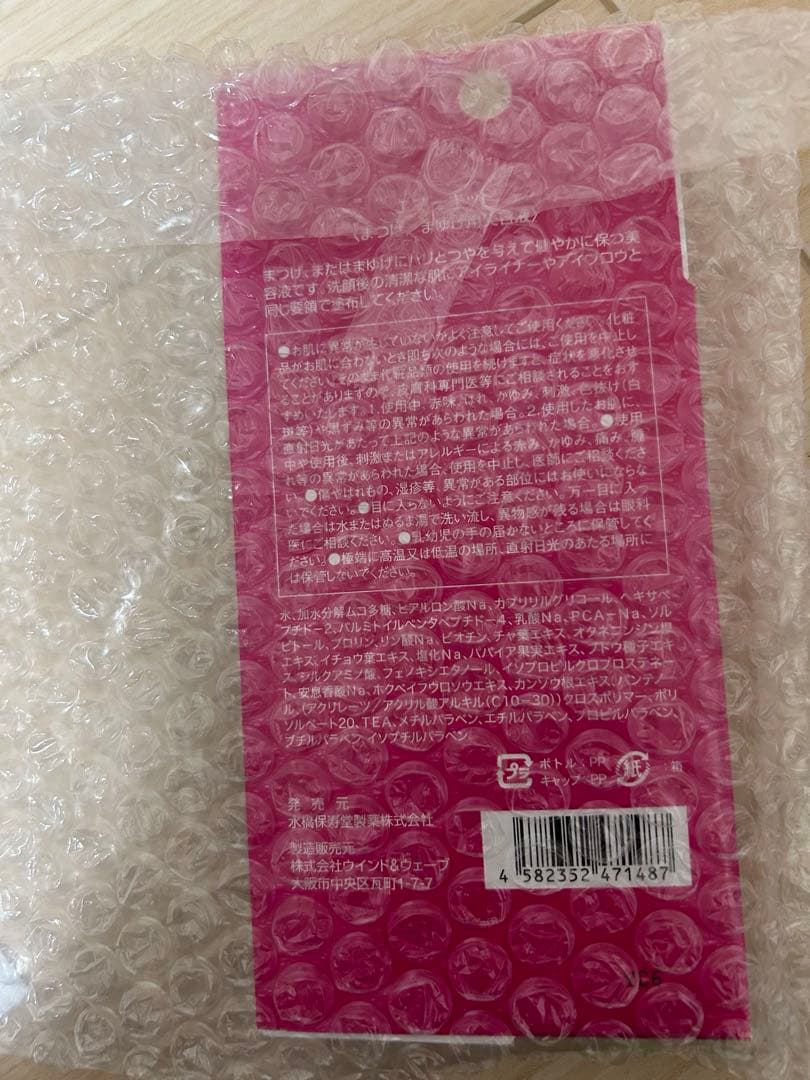 〈まつげ、まゆげ用美容液〉
まつげ、またはまゆげにハリとつやを与えて健やかに保つ美
容液です。洗顔後の清潔な肌に、アイライナーやアイブロウと
同じ要領で塗布してください。
●お肌に異常が生じていないかよく注意してご使用ください。化粧
品がお肌に合わないとき即ち次のような場合には、ご使用を中止し
てください。そのまま化粧品類の使用を続けますと、症状を悪化させ
ることがありますので、皮膚科専門医等にご相談されることをおす
すめいたします。1.使用中、赤味、はれ、かゆみ、刺激、色抜け(白
斑等)や黒ずみ等の異常があらわれた場合。2.使用したお肌に、
直射日光があたって上記のような異常があらわれた場合。●使用
中や使用後、刺激またはアレルギーによる赤み、かゆみ、痛み、腫
れ等の異常があらわれた場合、使用を中止し、医師にご相談くださ
い。●傷やはれもの、湿疹等、異常がある部位にはお使いにならな
いでください。●目に入らないようにご注意ください。万一目に入っ
た場合は水またはぬるま湯で洗い流し、異物感が残る場合は眼科
医にご相談ください。●乳幼児の手の届かないところに保管してく
ださい。●極端に高温又は低温の場所、直射日光のあたる場所に
は保管しないでください。
水、加水分解ムコ多糖、ヒアルロン酸Na、カプリリルグリコール、ヘキサペ
プチド-2、パルミトイルペンタペプチド-4、乳酸Na、PCA-Na、ソル
ビトール、プロリン、リン酸Na、ビオチン、チャ葉エキス、オタネニンジン根
エキス、イチョウ葉エキス、塩化Na、パパイア果実エキス、ブドウ種子エキ
ス、シルクアミノ酸、フェノキシエタノール、イソプロピルクロプロステネー
ト、安息香酸Na、ホクベイフウロソウエキス、カンゾウ根エキス、パンテノー
ル、(アクリレーツ/アクリル酸アルキル(C10-30))クロスポリマー、ポリ
ソルベート20、TEA、メチルパラベン、エチルパラベン、プロピルパラベン、
ブチルパラベン、イソブチルパラベン
プラ ボトル:PP 紙 :箱
キャップ:PP
発売元
水橋保寿堂製薬株式会社
製造販売元
株式会社ウインド&ウェーブ
大阪市中央区瓦町1-7-7
4 582352 471487